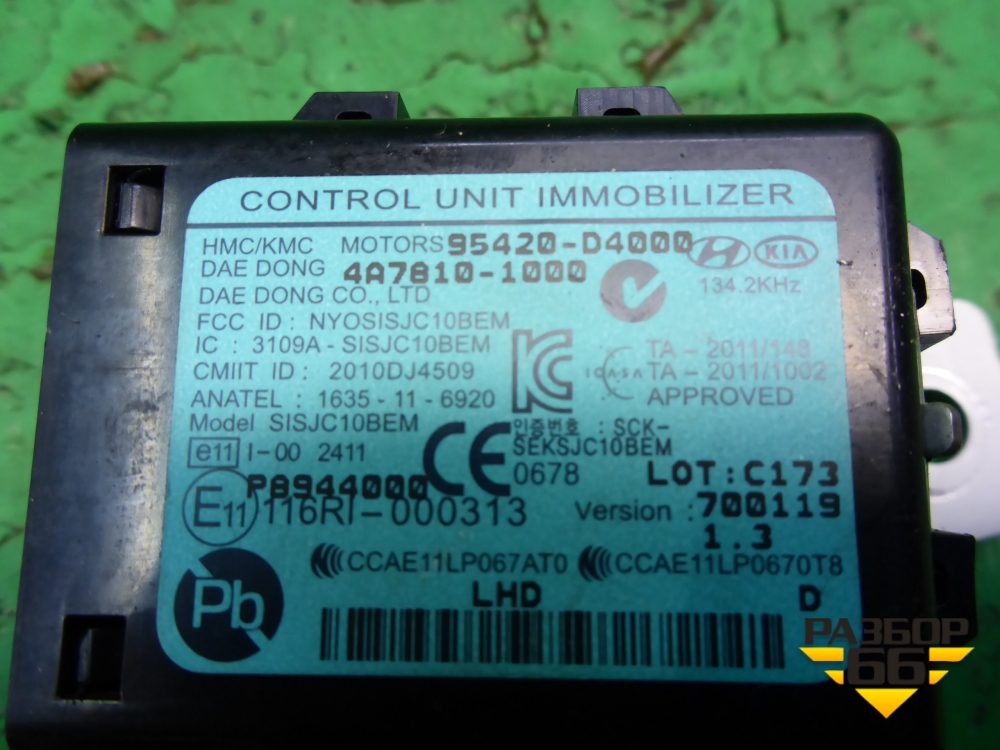 CONTROL UNIT IMMOBILIZER
HMC/KMC MOTORS 95420-D4000 KIA
DAE DONG 4A7810-1000
134.2KHz
DAE DONG CO., LTD
FCC ID : NYOSISJC10BEM
IC : 3109A - SISJC10BEM
TA - 2011/148
CMIIT ID : 2010DJ4509
ICASA TA - 2011/1002
ANATEL : 1635 - 11 - 6920
APPROVED
Model SISJC10BEM
인증번호 : SCK-
SEKSJC10BEM
e11 I-00 2411
CE 0678
LOT:C173
P8944000
E11 116RI-000313
Version :700119
1.3
CCAE11LP067AT0 CCAE11LP0670T8
Pb
LHD D
РАЗБОР
66